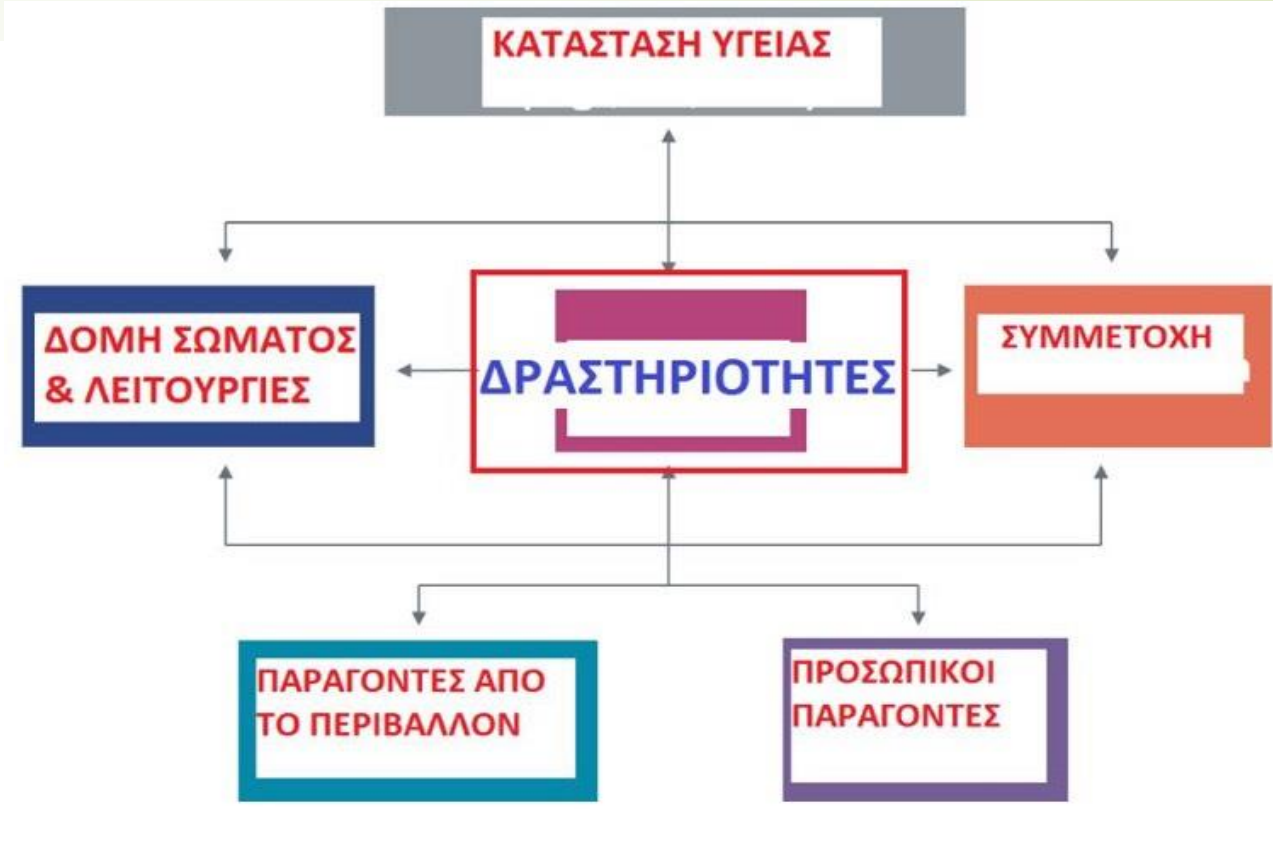 ΚΑΤΑΣΤΑΣΗ ΥΓΕΙΑΣ
ΔΟΜΗ ΣΩΜΑΤΟΣ
& ΛΕΙΤΟΥΡΓΙΕΣ
ΔΡΑΣΤΗΡΙΟΤΗΤΕΣ
ΣΥΜΜΕΤΟΧΗ
ΠΑΡΑΓΟΝΤΕΣ ΑΠΟ
ΤΟ ΠΕΡΙΒΑΛΛΟΝ
ΠΡΟΣΩΠΙΚΟΙ
ΠΑΡΑΓΟΝΤΕΣ